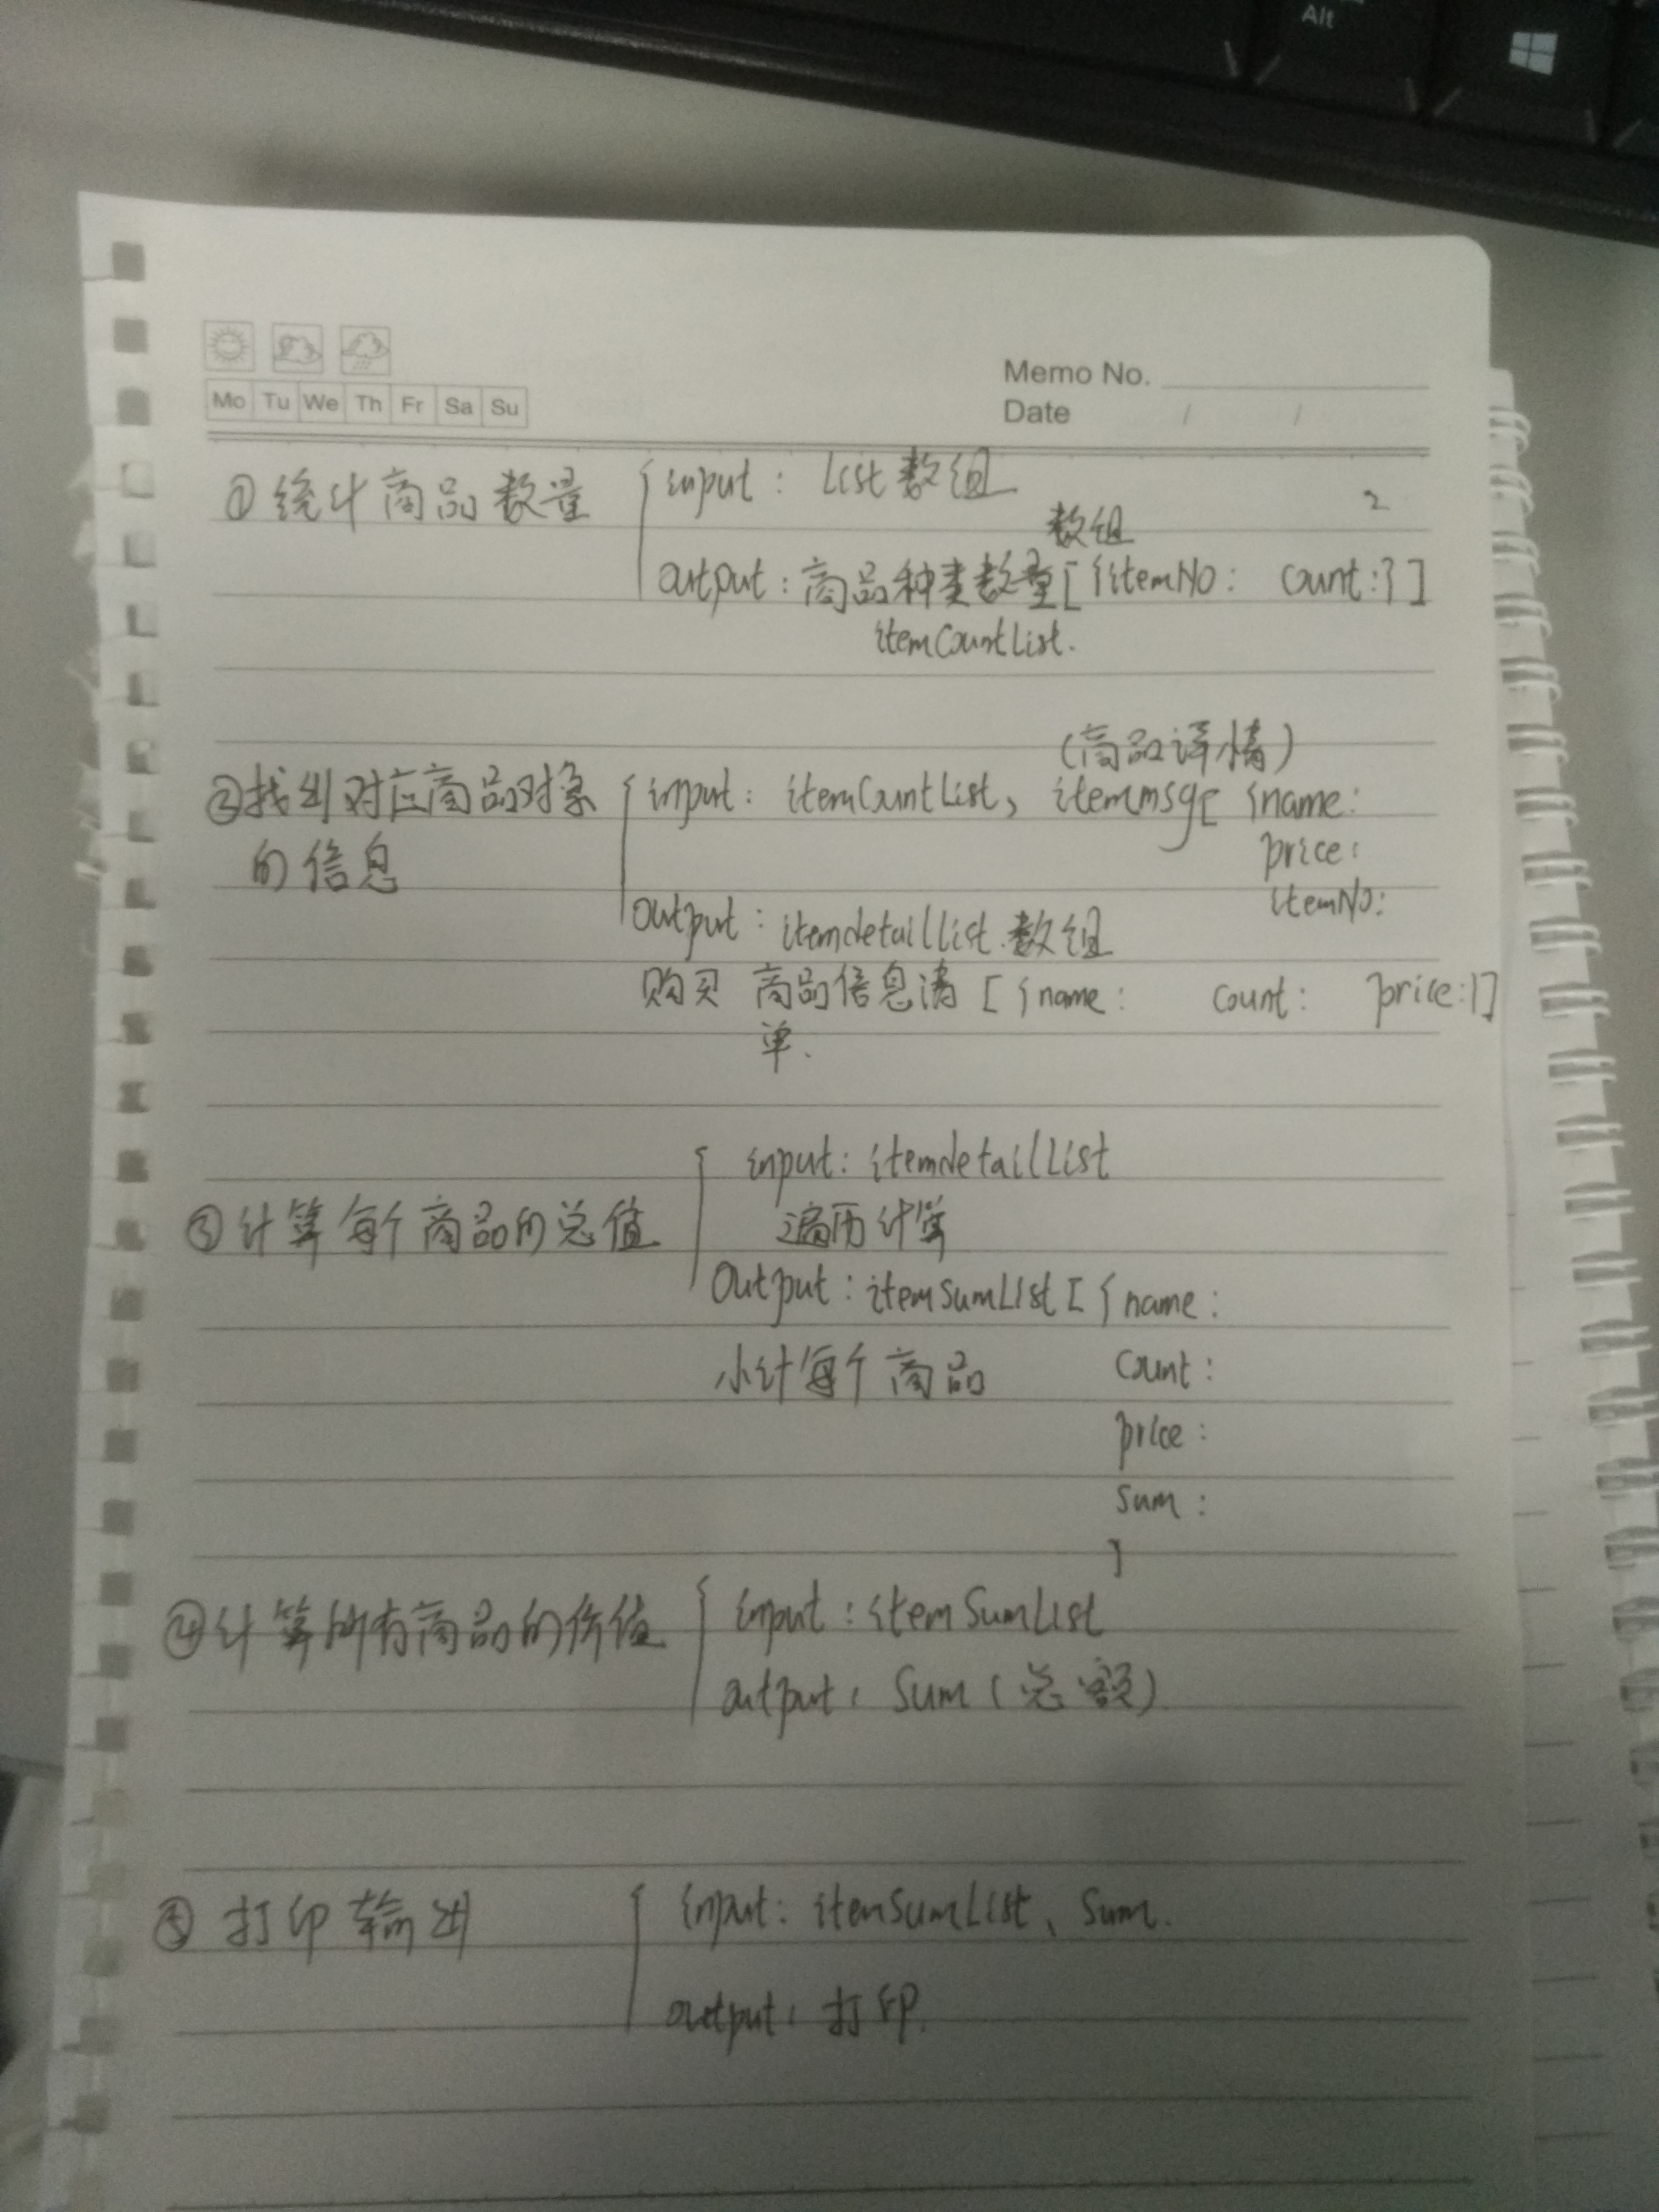 Alt
Mo Tu We Th Fr Sa Su
Memo No.
Date / /
①统计商品数量
input: List数组
数组
2
output:商品种类数量[{itemNO: count:}]
itemCountList.
②找到对应商品对象
的信息
(商品详情)
input: itemCountList, itemmsg[ {name:
price:
itemNO:
output: itemdetaillist.数组
购买 商品信息清 [{name: count: price:}]
单.
③计算每个商品的总值
input: itemdetailList
遍历计算
Output: itemSumList[{name:
小计每个商品
count:
price:
sum:
]
④计算所有商品的价值
input: itemSumList
output: Sum(总额)
⑤打印输出
input: itemSumList、Sum.
output: 打印.